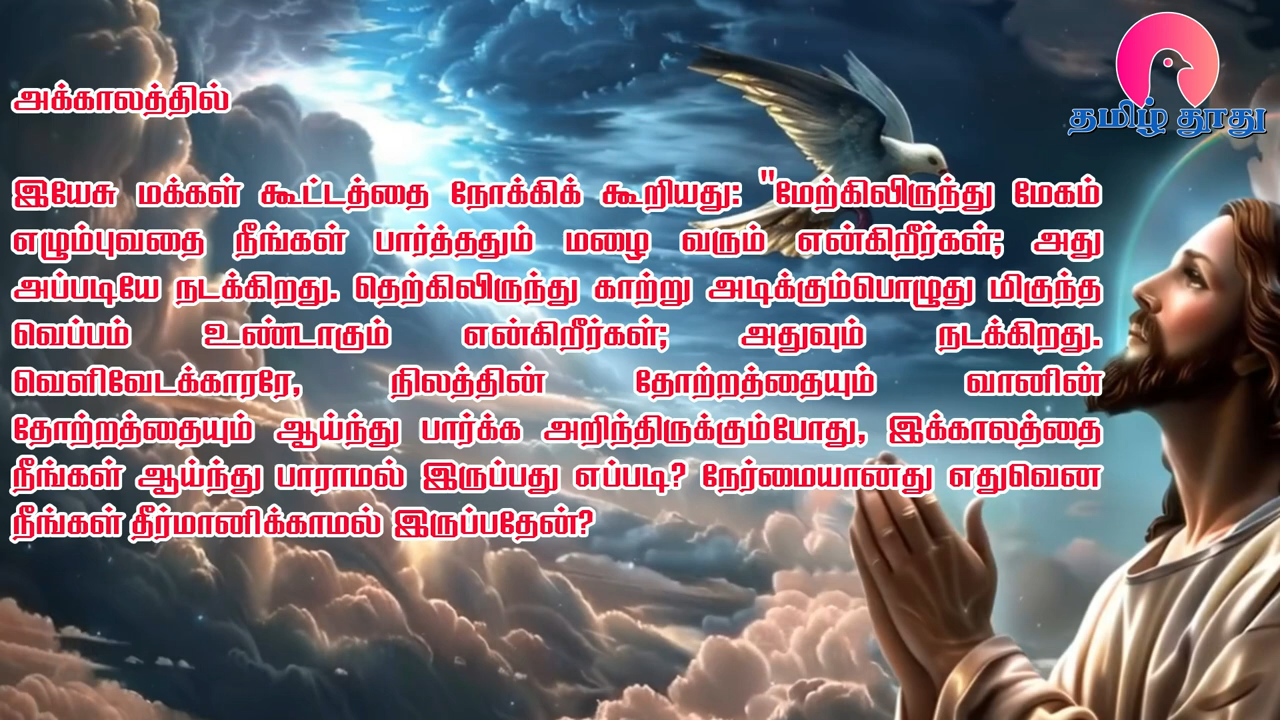 தமிழ் தூது
அக்காலத்தில்
இயேசு மக்கள் கூட்டத்தை நோக்கிக் கூறியது: "மேற்கிலிருந்து மேகம்
எழும்புவதை நீங்கள் பார்த்ததும் மழை வரும் என்கிறீர்கள்; அது
அப்படியே நடக்கிறது. தெற்கிலிருந்து காற்று அடிக்கும்பொழுது மிகுந்த
வெப்பம் உண்டாகும் என்கிறீர்கள்; அதுவும் நடக்கிறது.
வெளிவேடக்காரரே, நிலத்தின் தோற்றத்தையும் வானின்
தோற்றத்தையும் ஆய்ந்து பார்க்க அறிந்திருக்கும்போது, இக்காலத்தை
நீங்கள் ஆய்ந்து பாராமல் இருப்பது எப்படி? நேர்மையானது எதுவென
நீங்கள் தீர்மானிக்காமல் இருப்பதேன்?